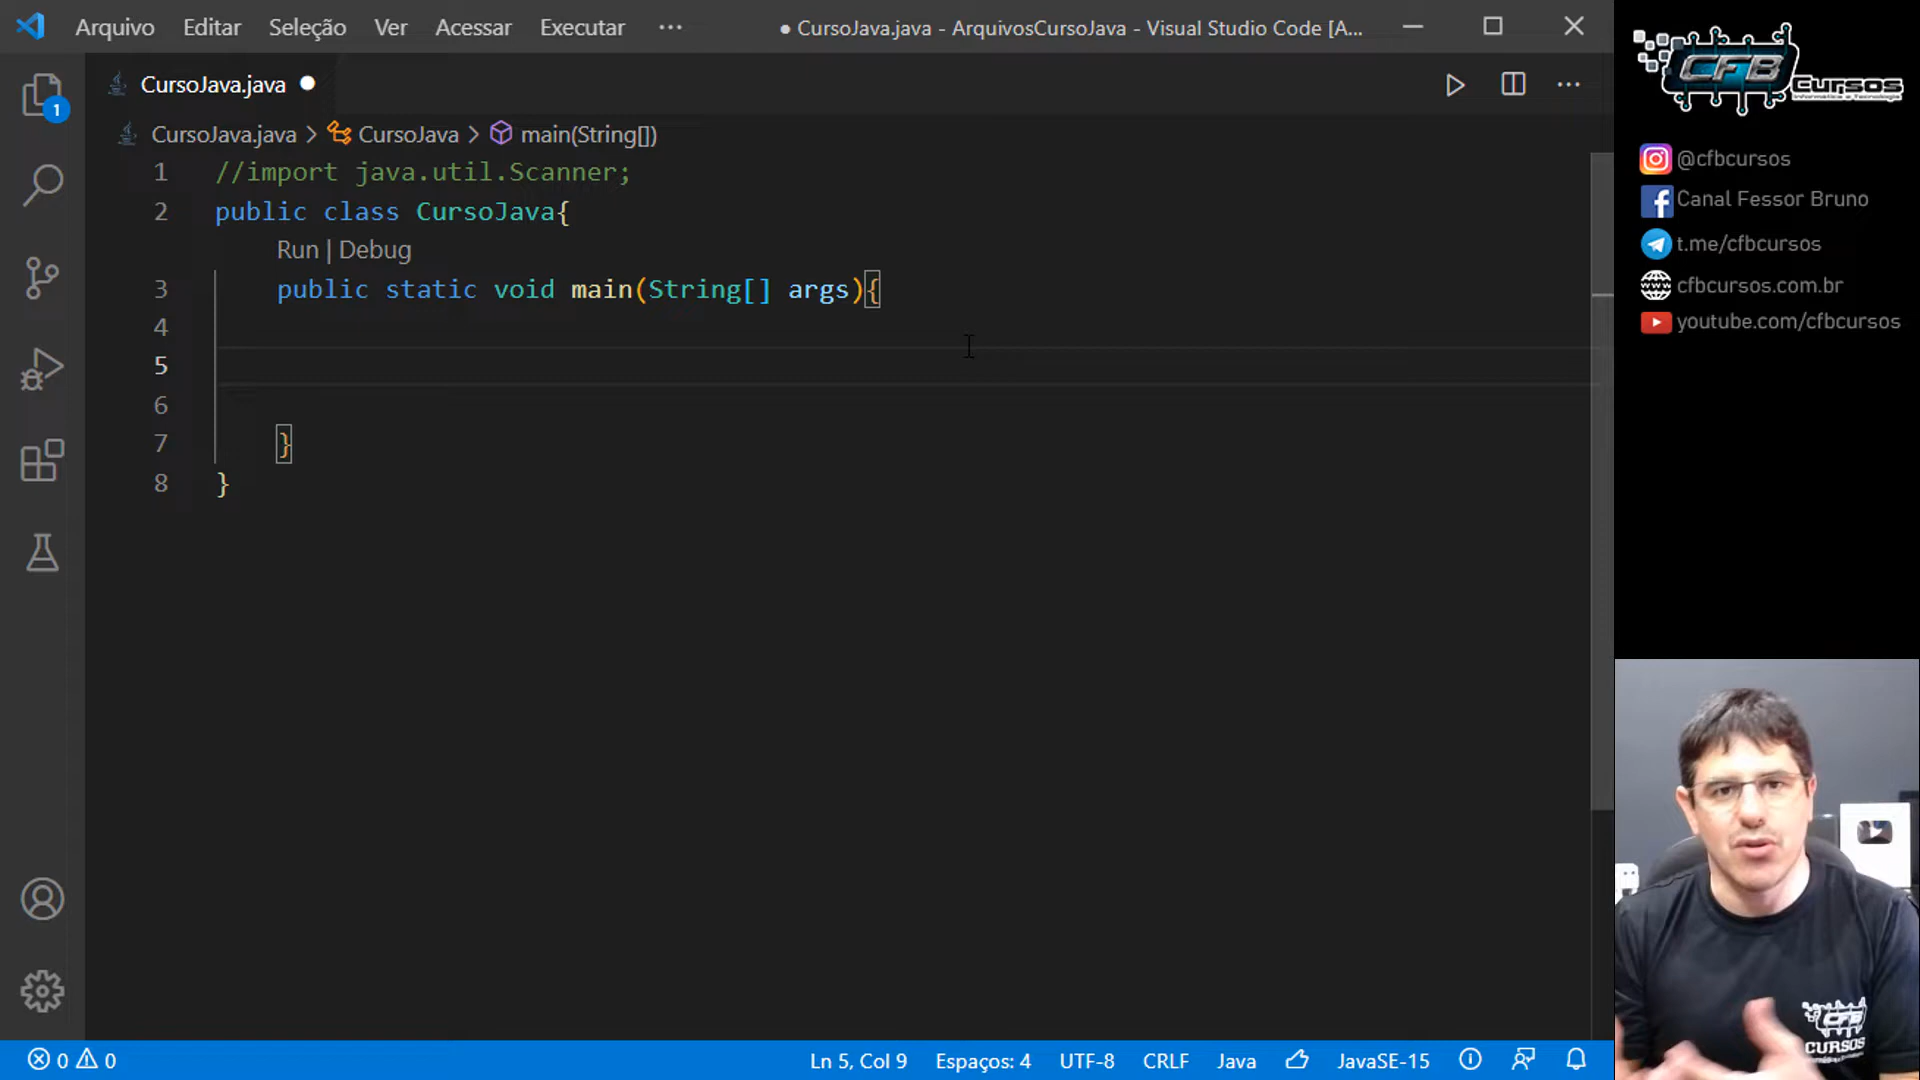 Arquivo Editar Seleção Ver Acessar Executar ··· ● CursoJava.java - ArquivosCursoJava - Visual Studio Code [A...
CursoJava.java
CursoJava.java > CursoJava > main(String[])
1 //import java.util.Scanner;
2 public class CursoJava{
Run | Debug
3 public static void main(String[] args){
4
5
6
7 }
8 }
1
0 0 Ln 5, Col 9 Espaços: 4 UTF-8 CRLF Java JavaSE-15
CFB Cursos
@cfbcursos
Canal Fessor Bruno
t.me/cfbcursos
cfbcursos.com.br
youtube.com/cfbcursos
CFB
CURSOS